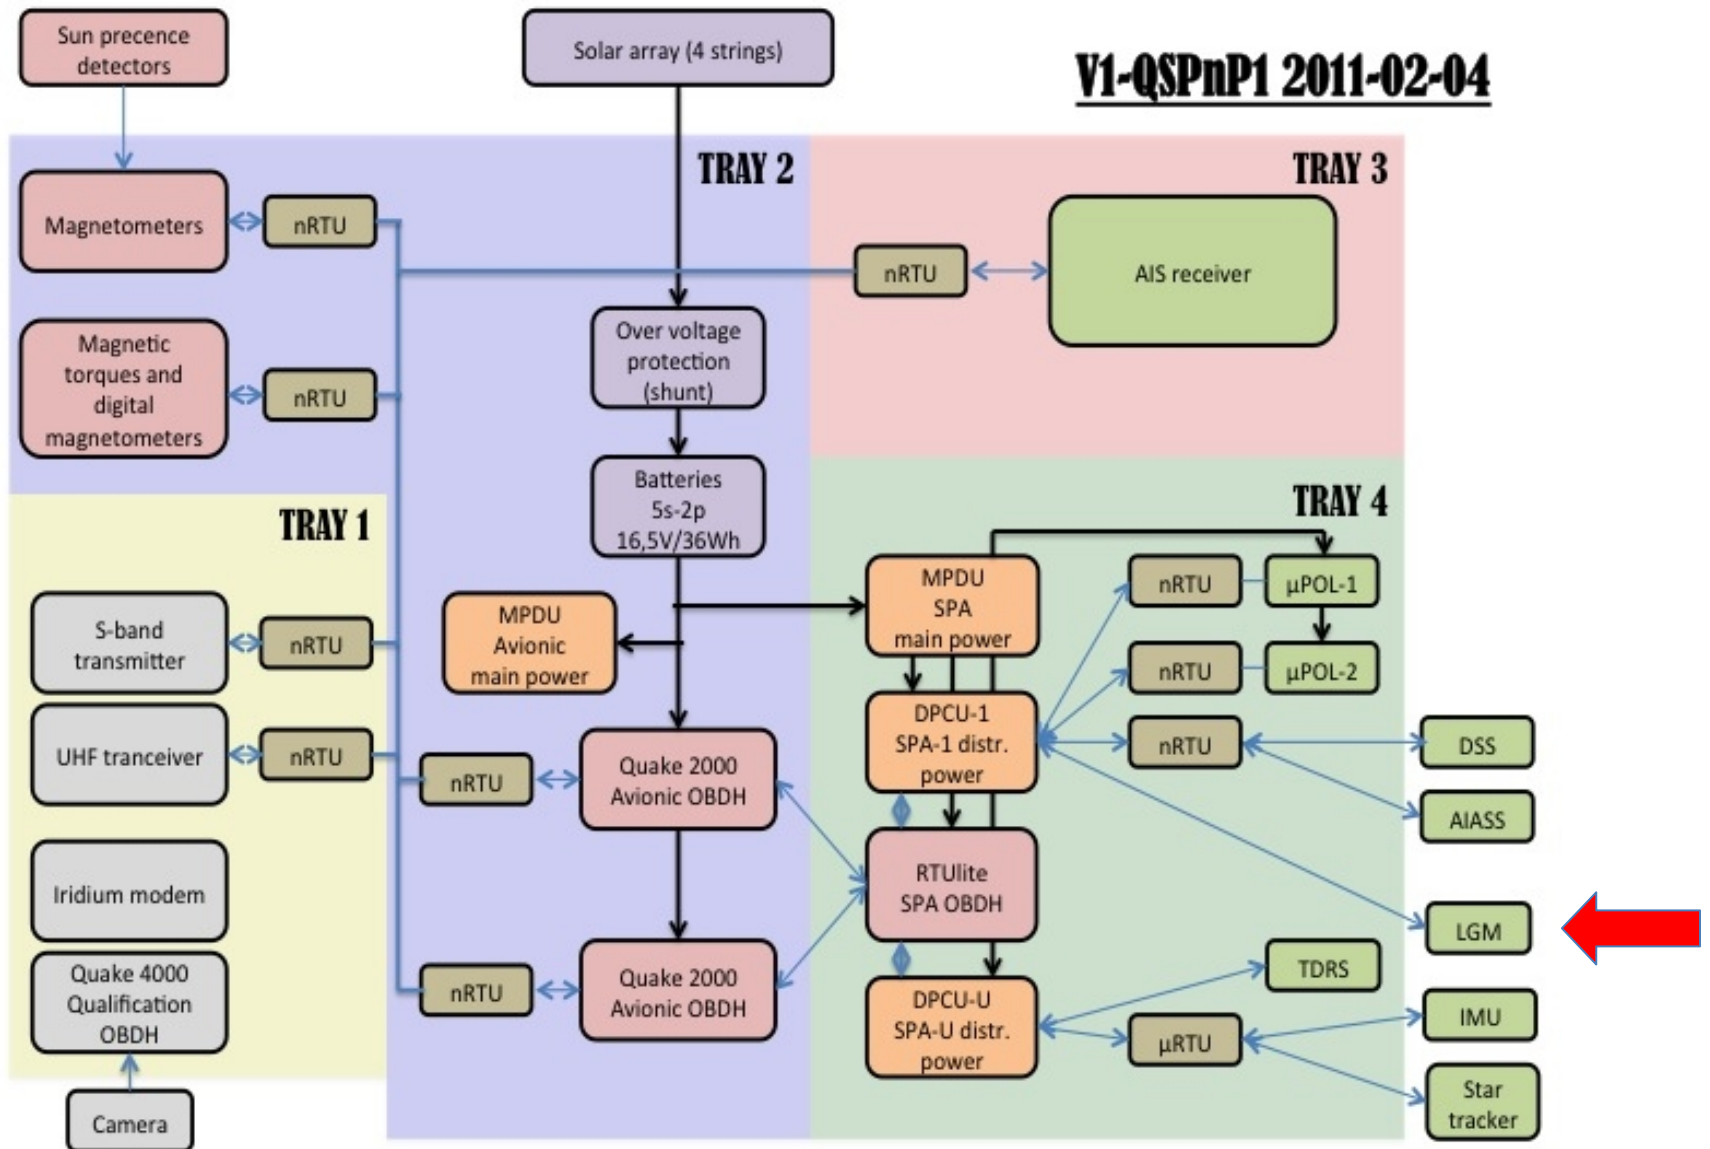 Sun precence
detectors
Solar array (4 strings)
V1-QSPnP1 2011-02-04
TRAY 2
TRAY 3
Magnetometers
nRTU
nRTU
AIS receiver
Over voltage
protection
(shunt)
Magnetic
torques and
digital
magnetometers
nRTU
Batteries
5s-2p
16,5V/36Wh
TRAY 1
TRAY 4
S-band
transmitter
nRTU
MPDU
Avionic
main power
MPDU
SPA
main power
nRTU
µPOL-1
nRTU
µPOL-2
UHF tranceiver
nRTU
nRTU
Quake 2000
Avionic OBDH
DPCU-1
SPA-1 distr.
power
nRTU
DSS
AIASS
Iridium modem
RTUlite
SPA OBDH
LGM
Quake 4000
Qualification
OBDH
nRTU
Quake 2000
Avionic OBDH
DPCU-U
SPA-U distr.
power
TDRS
µRTU
IMU
Star
tracker
Camera